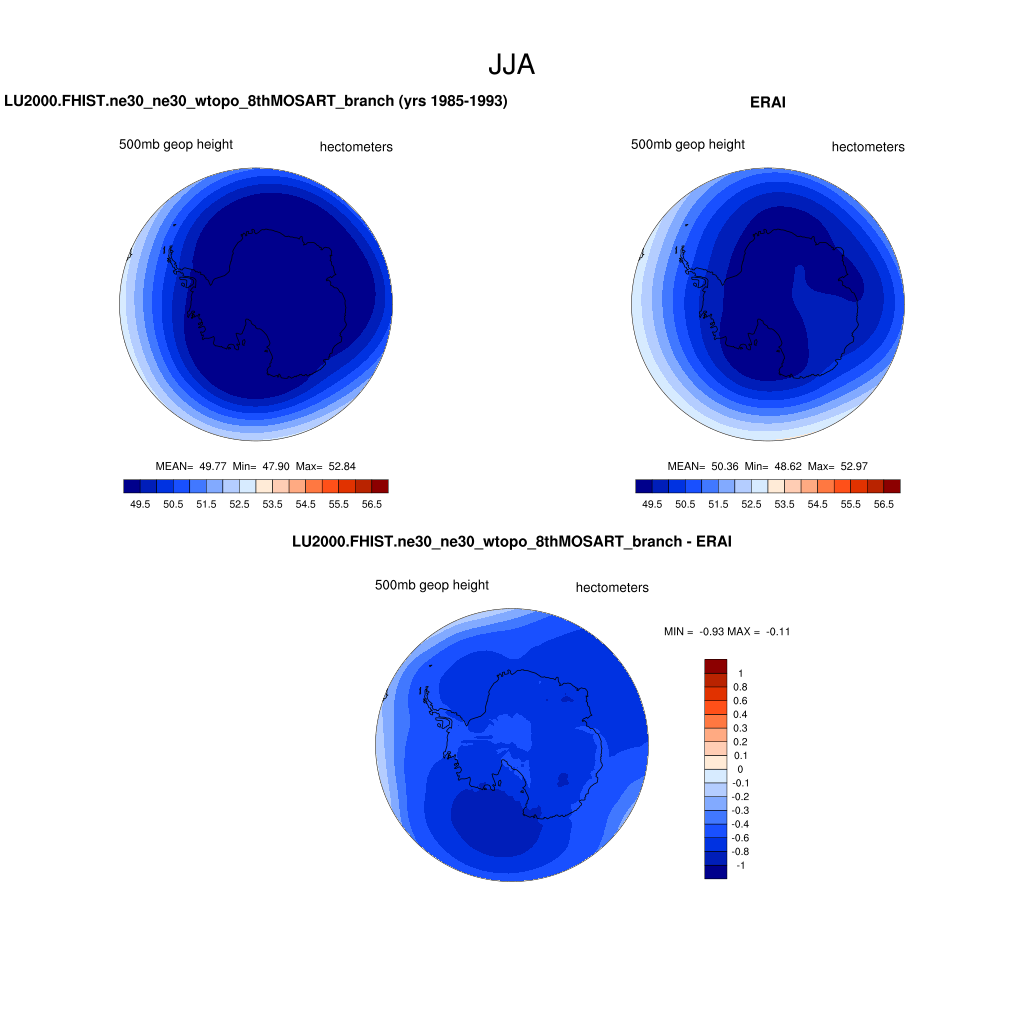 JJA
LU2000.FHIST.ne30_ne30_wtopo_8thMOSART_branch (yrs 1985-1993)
ERAI
500mb geop height
hectometers
500mb geop height
hectometers
MEAN= 49.77 Min= 47.90 Max= 52.84
MEAN= 50.36 Min= 48.62 Max= 52.97
49.5 50.5 51.5 52.5 53.5 54.5 55.5 56.5
49.5 50.5 51.5 52.5 53.5 54.5 55.5 56.5
LU2000.FHIST.ne30_ne30_wtopo_8thMOSART_branch - ERAI
500mb geop height
hectometers
MIN = -0.93 MAX = -0.11
1
0.8
0.6
0.4
0.3
0.2
0.1
0
-0.1
-0.2
-0.3
-0.4
-0.6
-0.8
-1